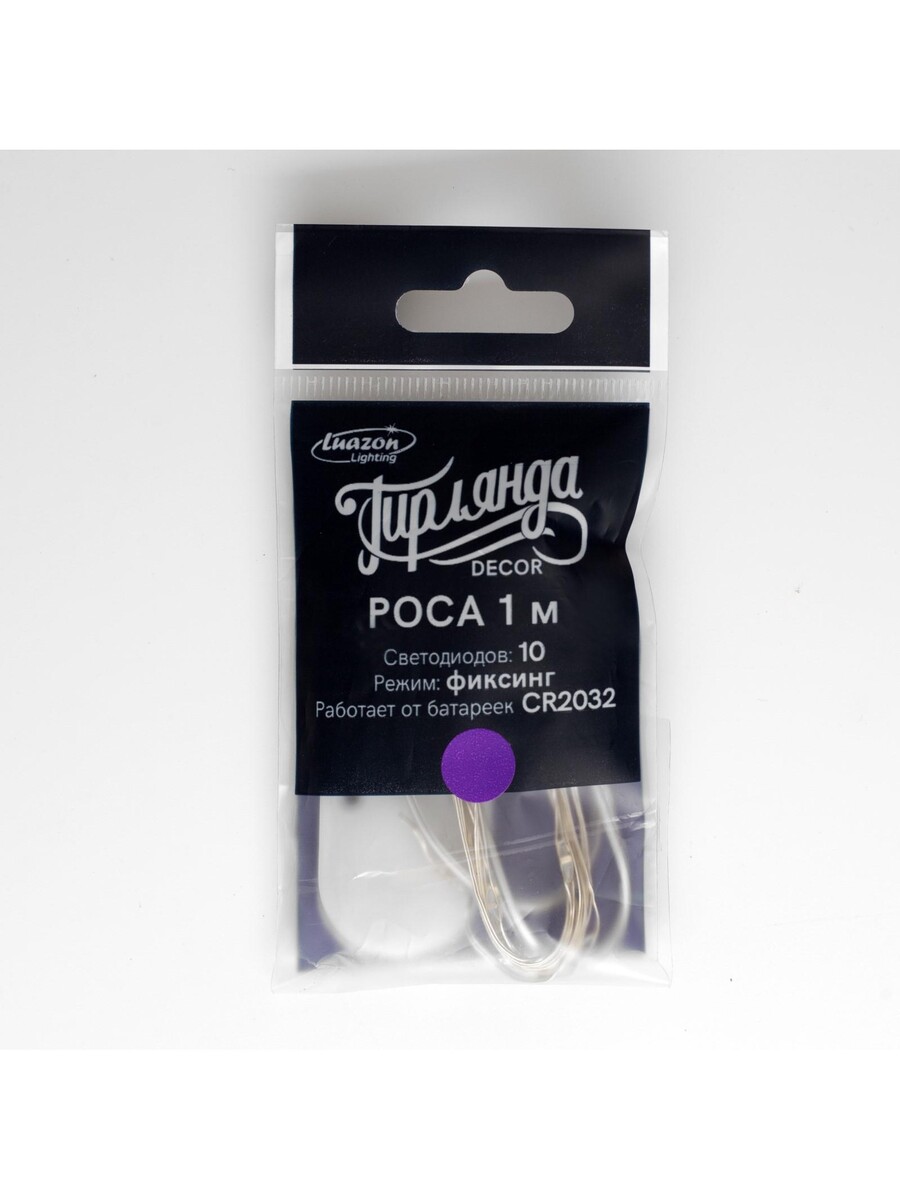 Luazon
Lighting
Гирлянда
DECOR
РОСА 1 м
Светодиодов: 10
Режим: фиксинг
Работает от батареек CR2032